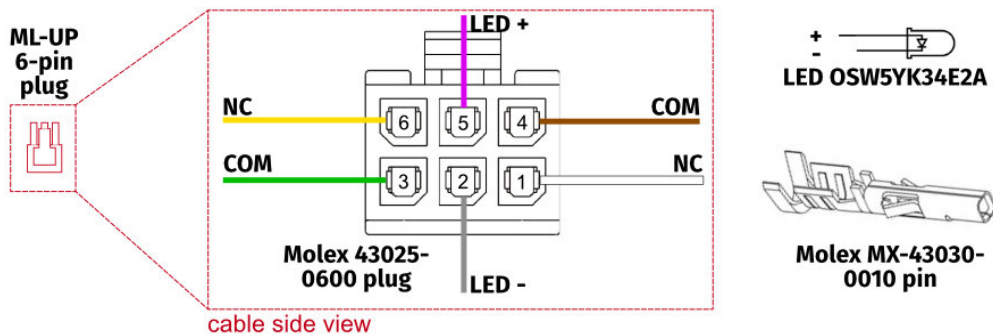 ML-UP
6-pin
plug
LED +
NC
6
5
4
COM
COM
3
2
1
NC
Molex 43025-
0600 plug
LED -
cable side view
+
-
LED OSW5YK34E2A
Molex MX-43030-
0010 pin